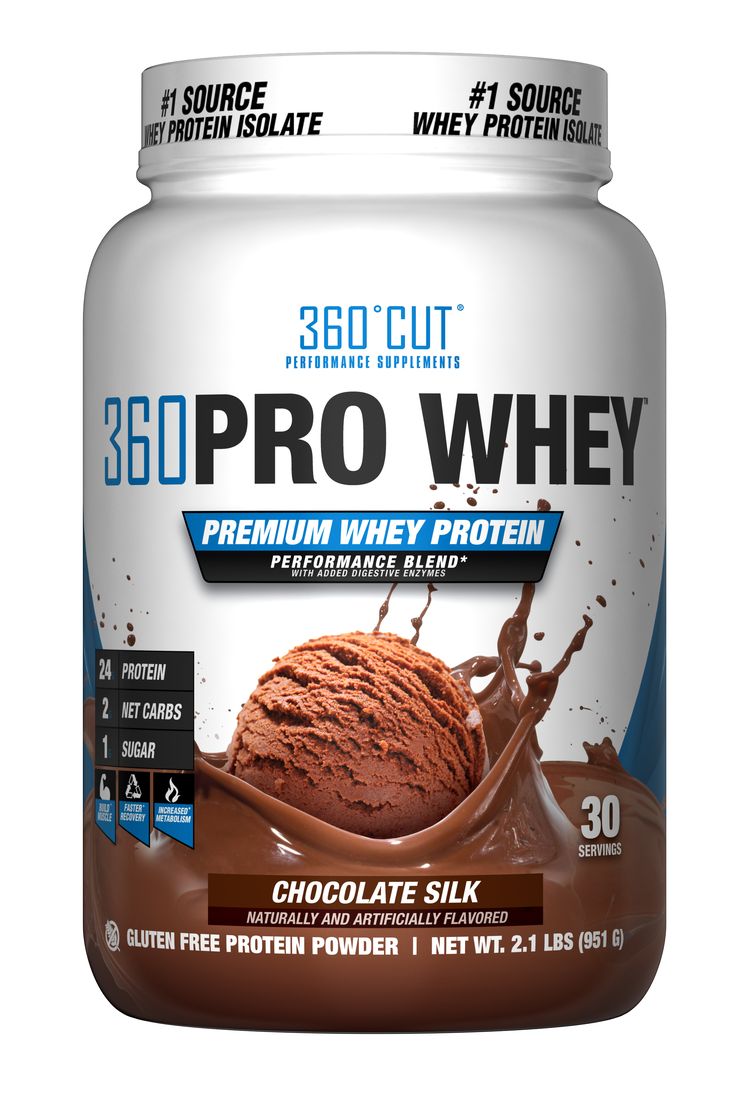 #1 SOURCE
WHEY PROTEIN ISOLATE
#1 SOURCE
WHEY PROTEIN ISOLATE
360°CUT®
PERFORMANCE SUPPLEMENTS
360PRO WHEY™
PREMIUM WHEY PROTEIN
PERFORMANCE BLEND*
WITH ADDED DIGESTIVE ENZYMES
24 PROTEIN
2 NET CARBS
1 SUGAR
BUILD
MUSCLE
FASTER*
RECOVERY
INCREASED*
METABOLISM
30
SERVINGS
CHOCOLATE SILK
NATURALLY AND ARTIFICIALLY FLAVORED
GLUTEN FREE PROTEIN POWDER | NET WT. 2.1 LBS (951 G)